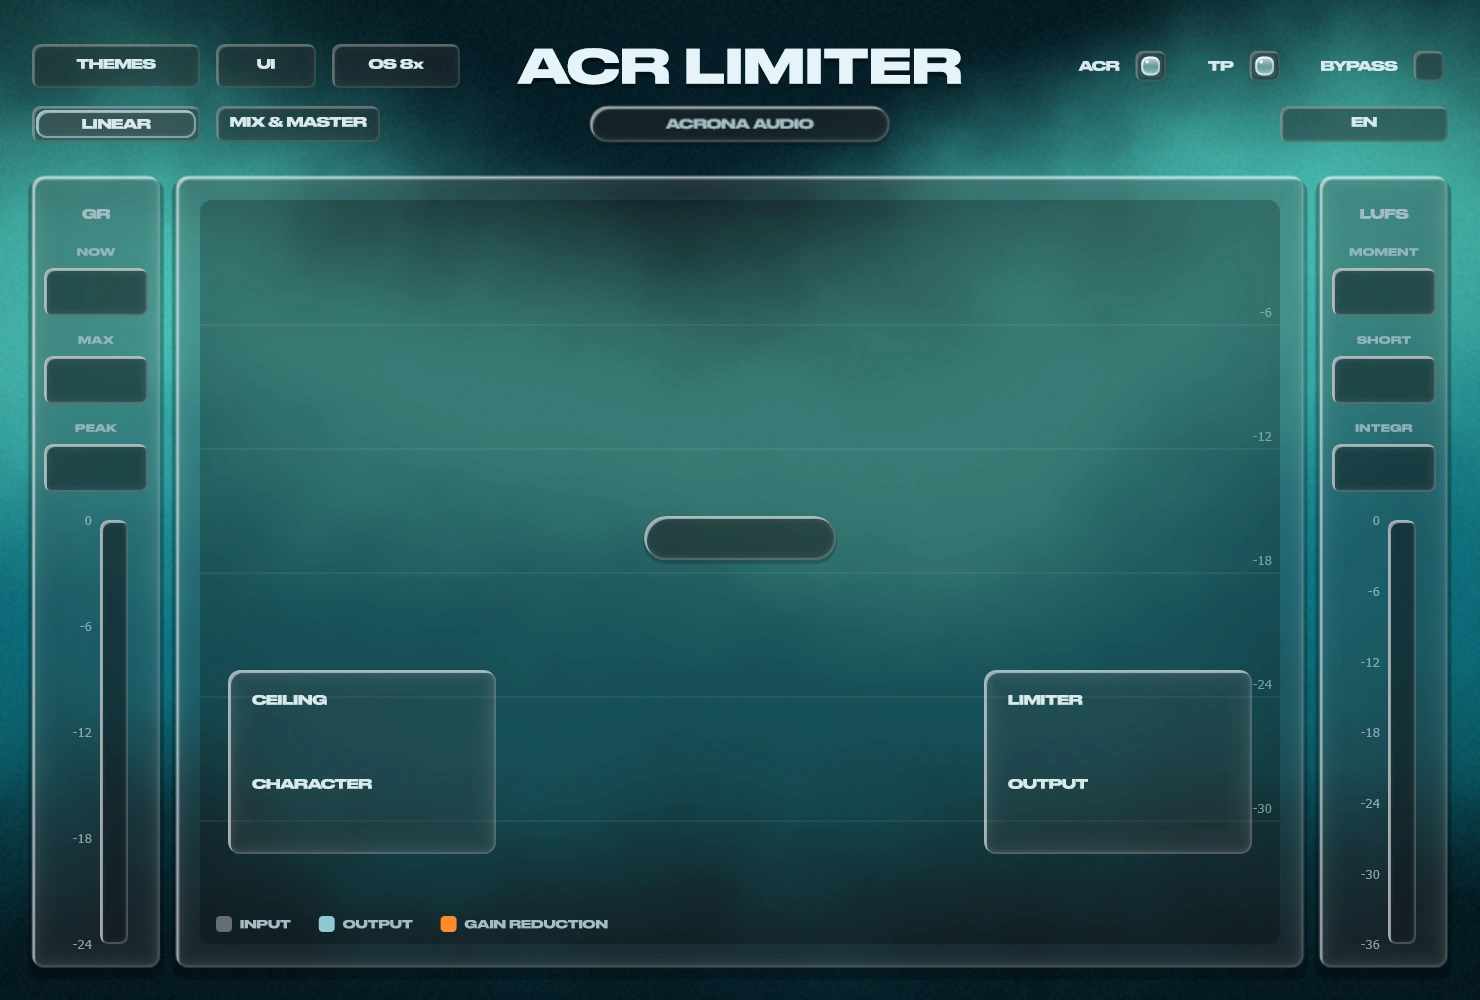 THEMES
UI
OS 8x
ACR LIMITER
ACR
TP
BYPASS
LINEAR
MIX & MASTER
ACRONA AUDIO
EN
GR
NOW
MAX
PEAK
0
-6
-12
-18
-24
-6
-12
-18
-24
-30
CEILING
CHARACTER
LIMITER
OUTPUT
INPUT
OUTPUT
GAIN REDUCTION
LUFS
MOMENT
SHORT
INTEGR
0
-6
-12
-18
-24
-30
-36